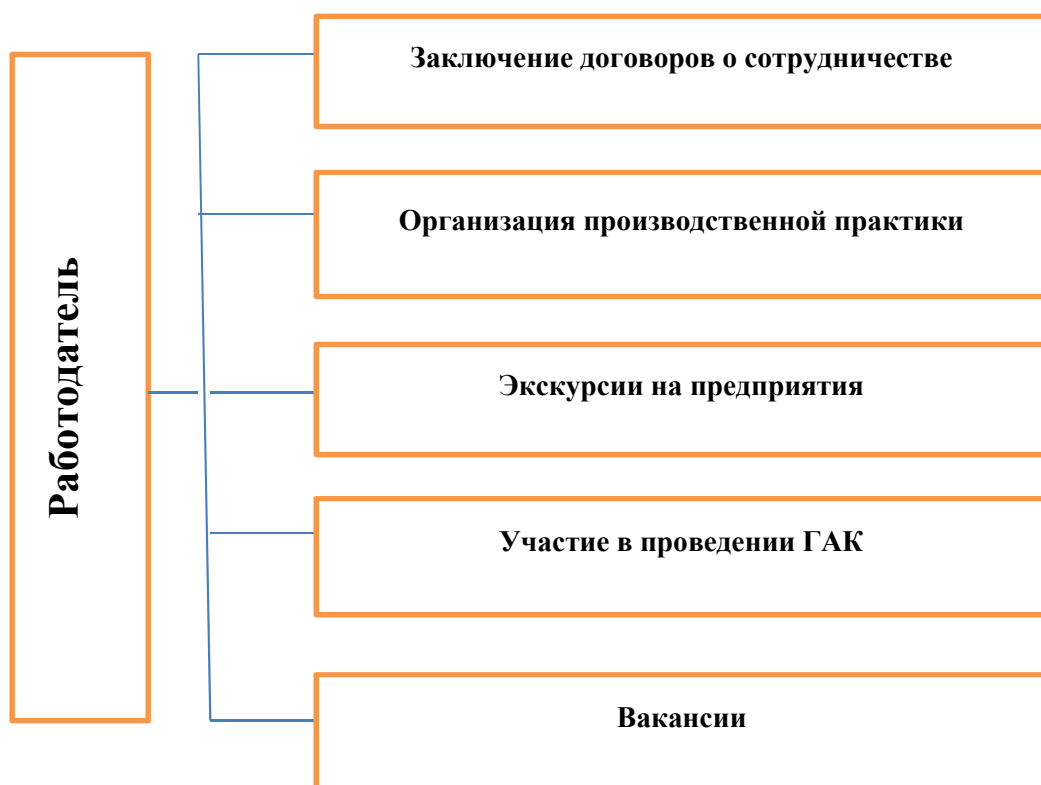 Работодатель
Заключение договоров о сотрудничестве
Организация производственной практики
Экскурсии на предприятия
Участие в проведении ГАК
Вакансии